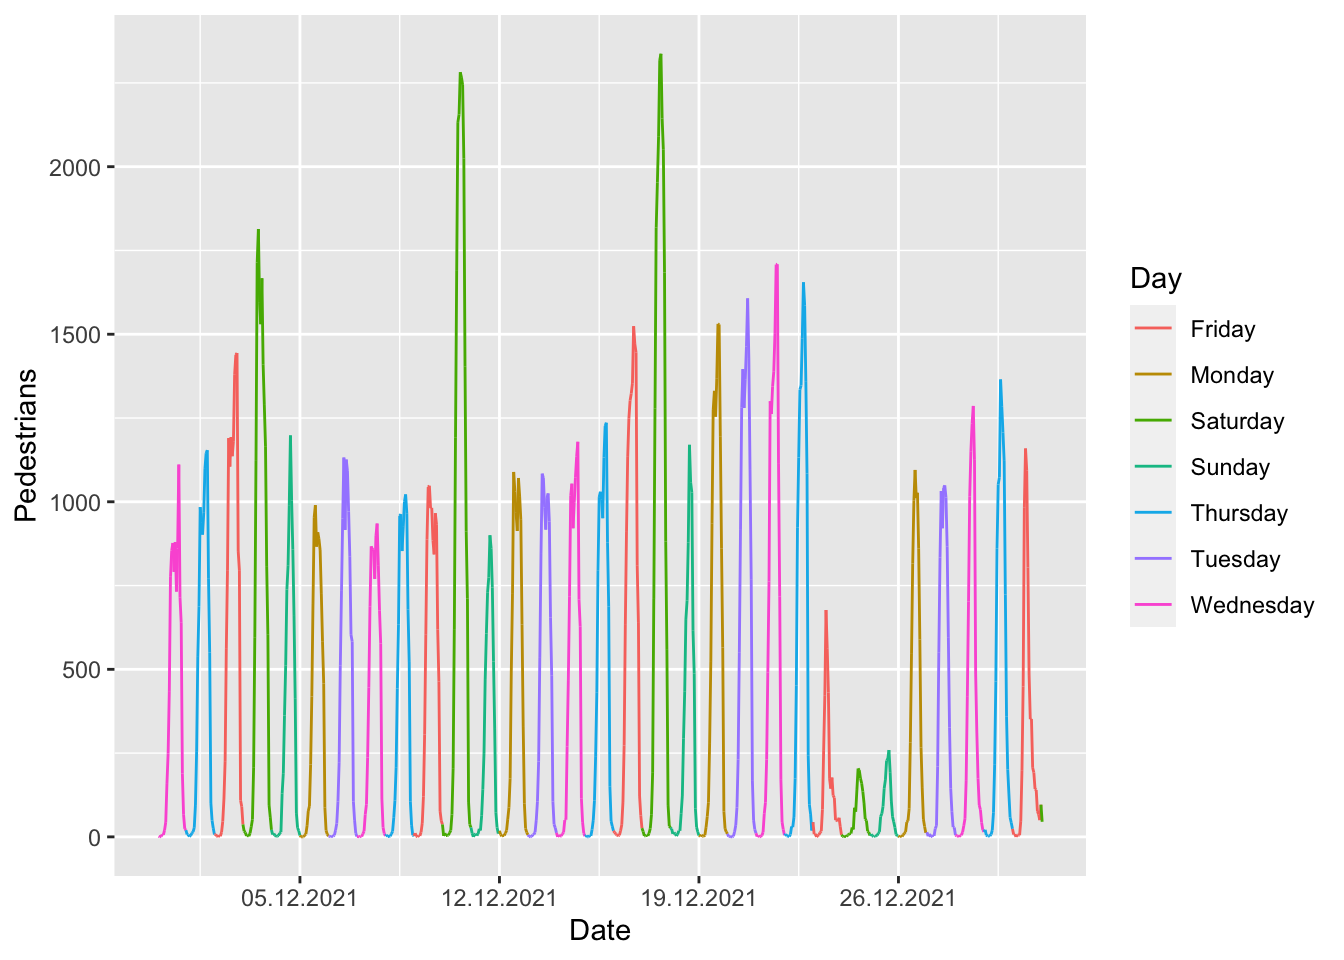 2000
1500
1000
500
0
Pedestrians
05.12.2021
12.12.2021
19.12.2021
26.12.2021
Date
Day
Friday
Monday
Saturday
Sunday
Thursday
Tuesday
Wednesday